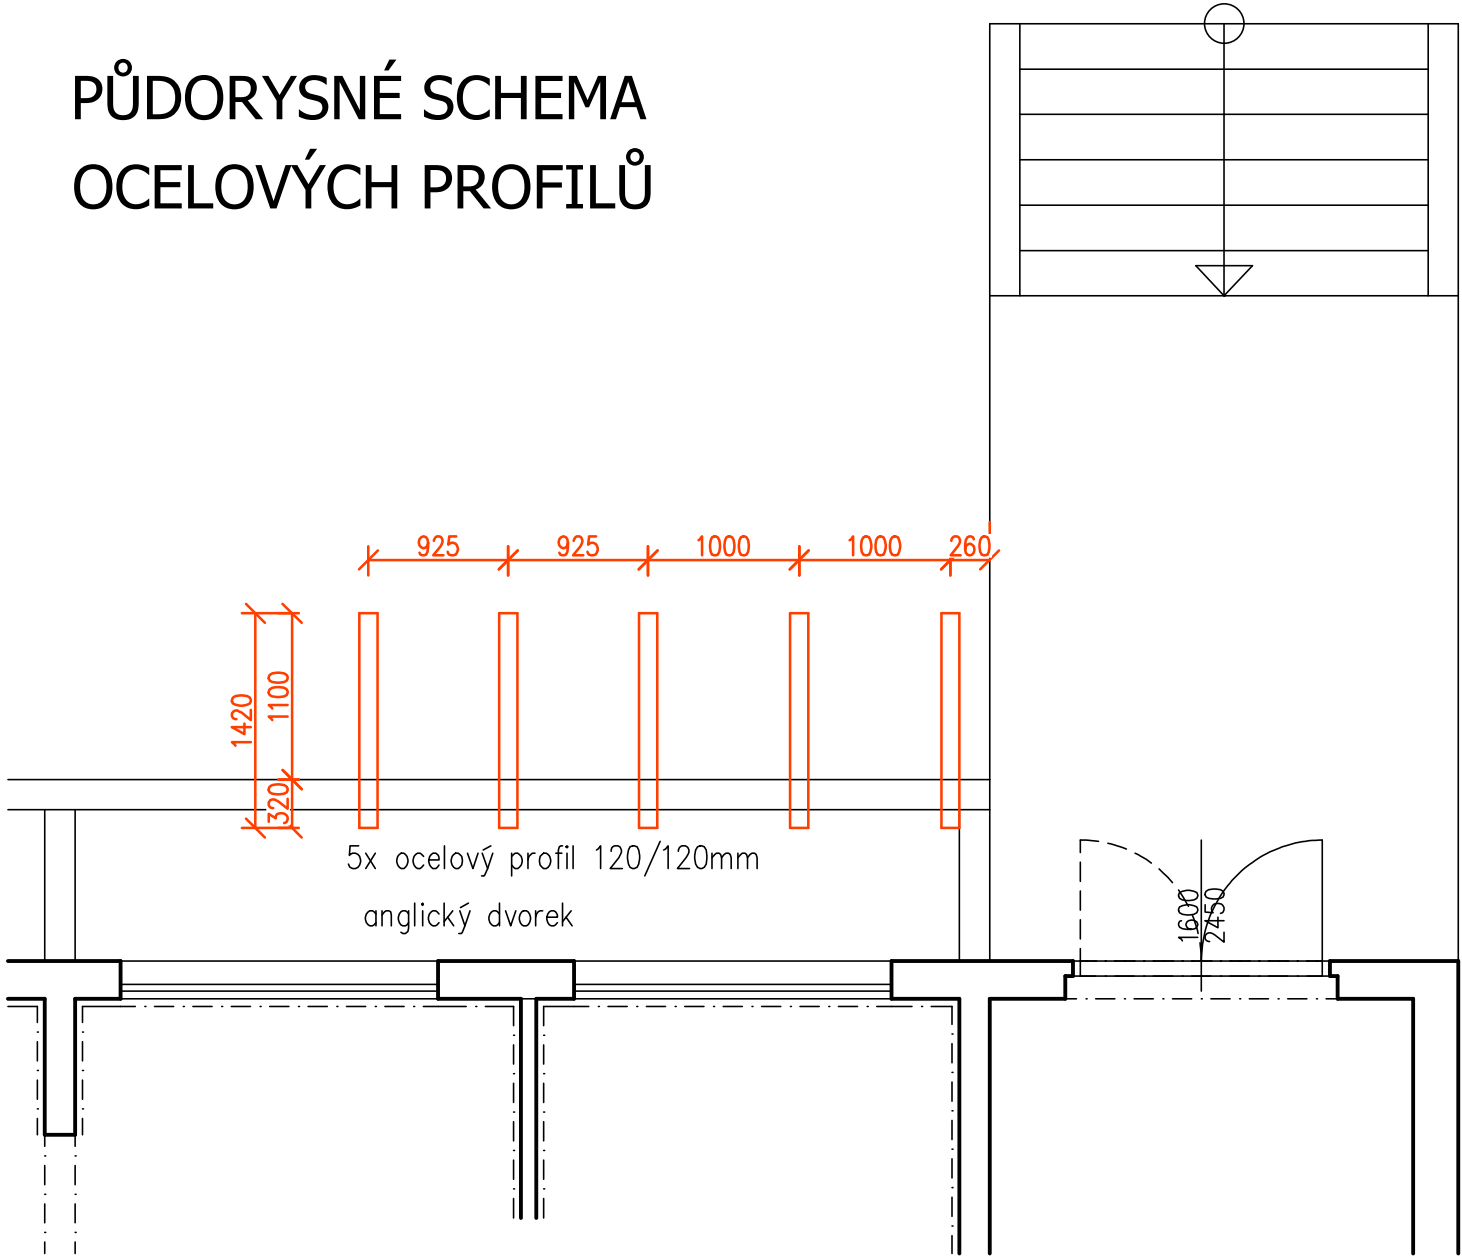 PŮDORYSNÉ SCHEMA
OCELOVÝCH PROFILŮ
925
925
1000
1000
260
1420
1100
320
5x ocelový profil 120/120mm
anglický dvorek
1600
2450